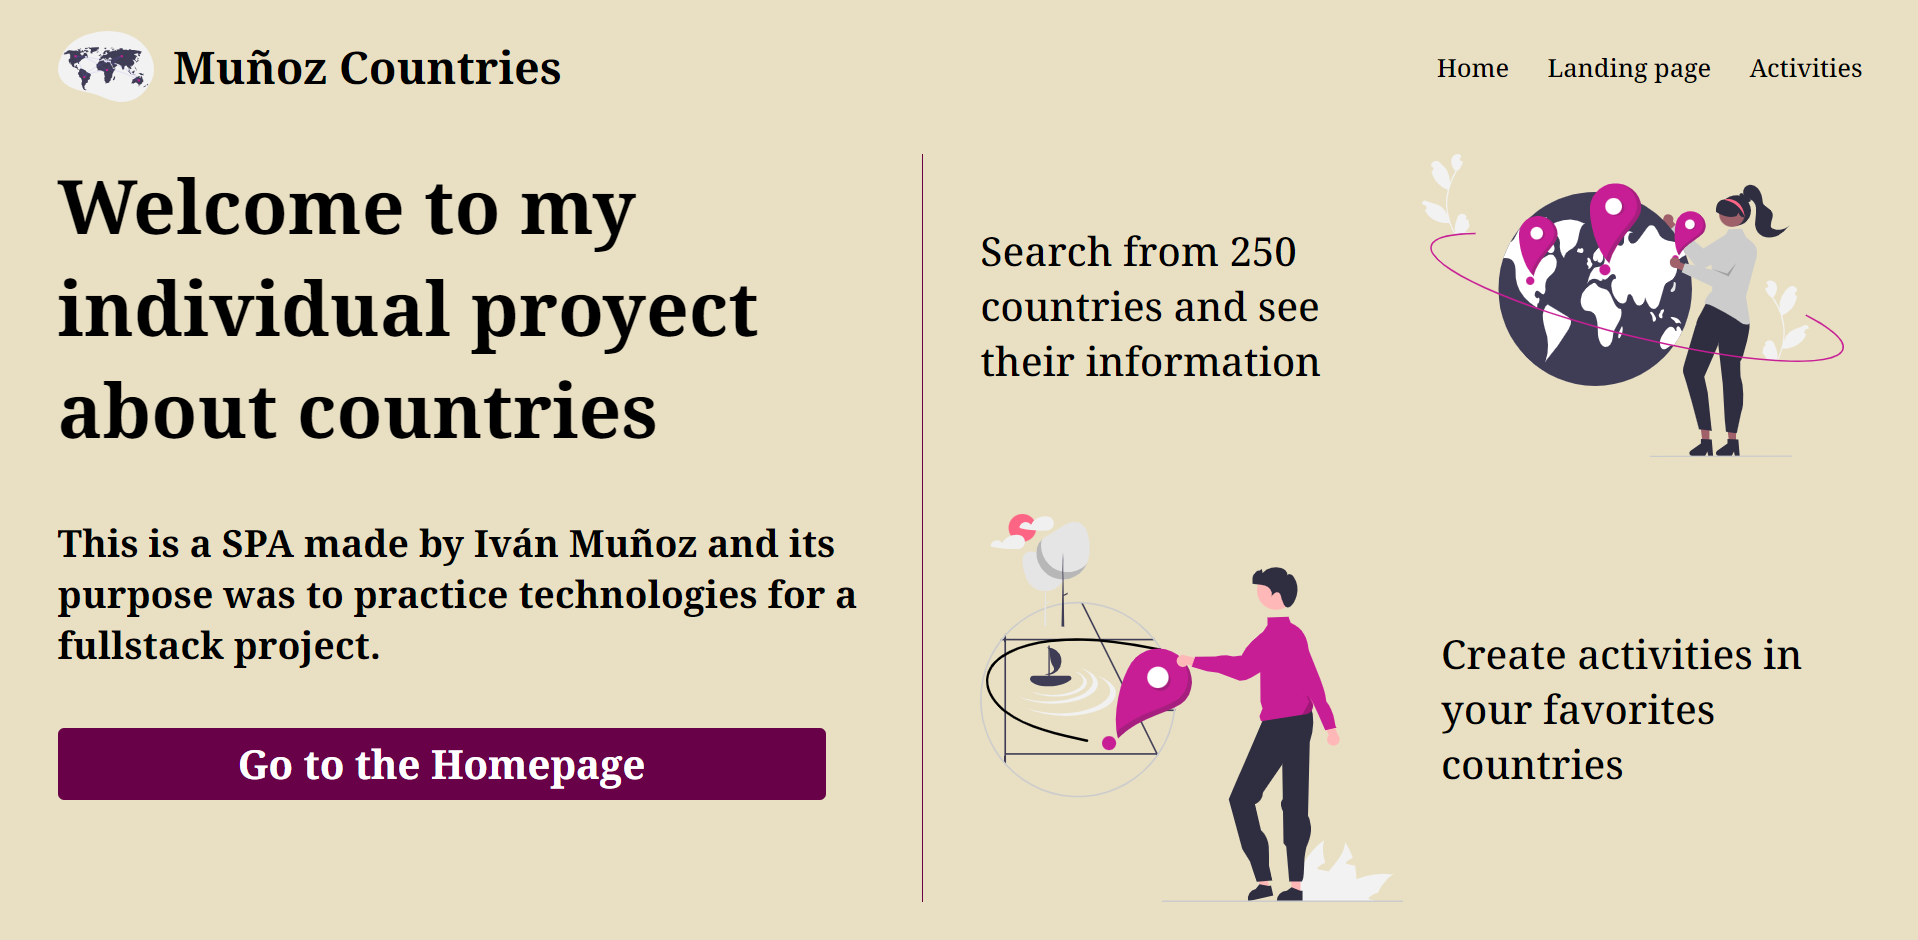 Muñoz Countries
Home
Landing page
Activities
Welcome to my
individual proyect
about countries
This is a SPA made by Iván Muñoz and its
purpose was to practice technologies for a
fullstack project.
Go to the Homepage
Search from 250
countries and see
their information
Create activities in
your favorites
countries